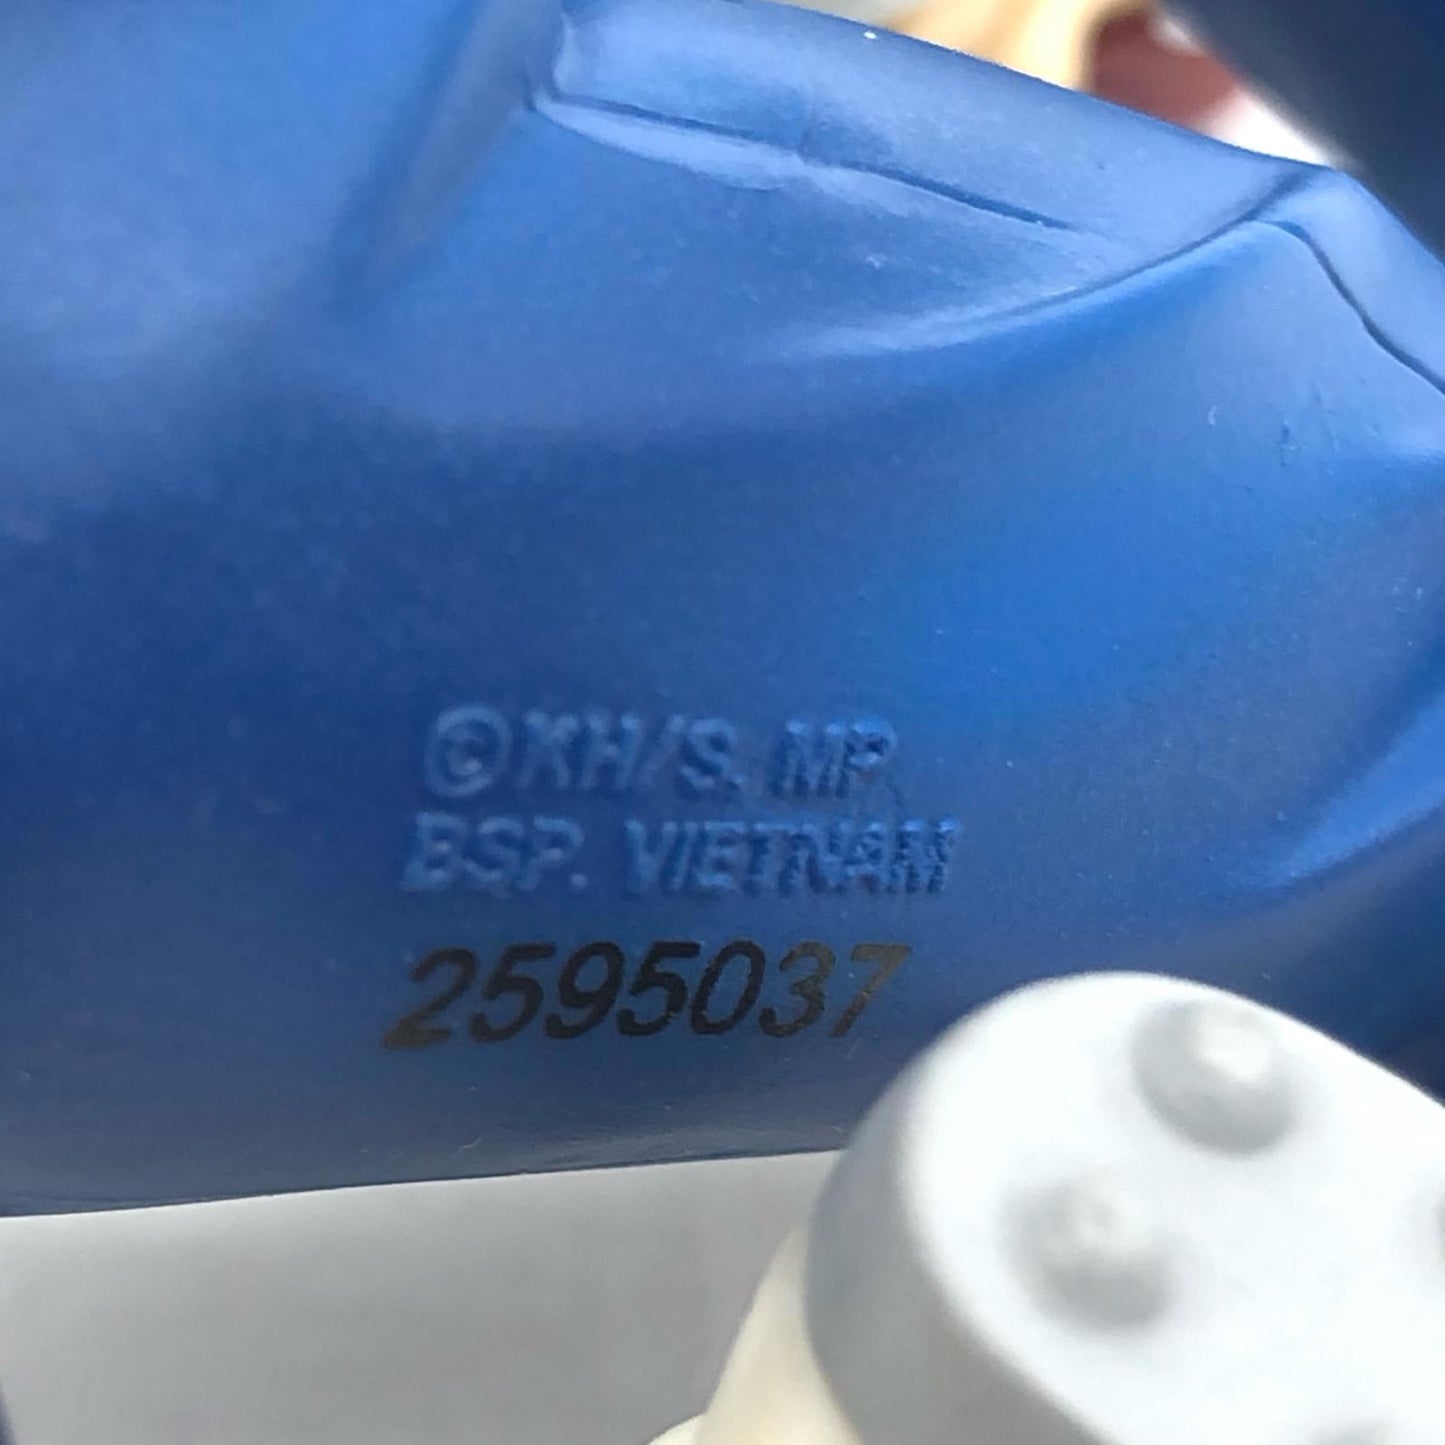 ©KH/S, MP
BSP. VIETNAM
2595037